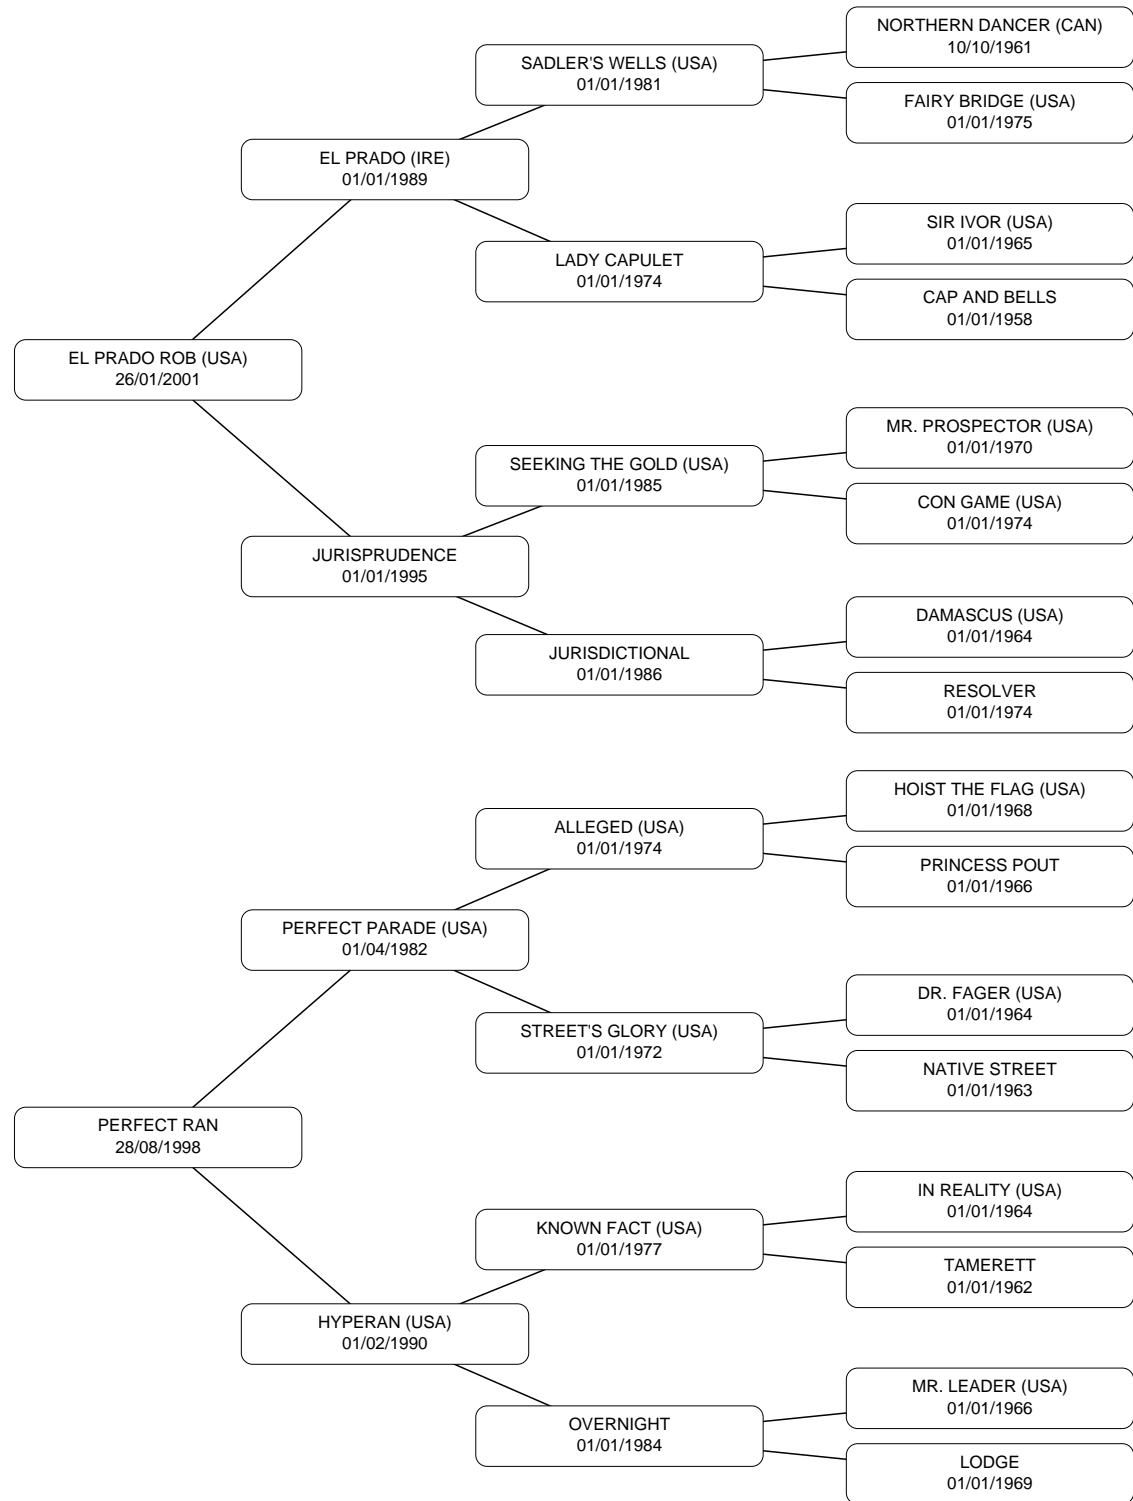 NORTHERN DANCER (CAN)
10/10/1961
SADLER'S WELLS (USA)
01/01/1981
FAIRY BRIDGE (USA)
01/01/1975
EL PRADO (IRE)
01/01/1989
SIR IVOR (USA)
01/01/1965
LADY CAPULET
01/01/1974
CAP AND BELLS
01/01/1958
EL PRADO ROB (USA)
26/01/2001
MR. PROSPECTOR (USA)
01/01/1970
SEEKING THE GOLD (USA)
01/01/1985
CON GAME (USA)
01/01/1974
JURISPRUDENCE
01/01/1995
DAMASCUS (USA)
01/01/1964
JURISDICTIONAL
01/01/1986
RESOLVER
01/01/1974
HOIST THE FLAG (USA)
01/01/1968
ALLEGED (USA)
01/01/1974
PRINCESS POUT
01/01/1966
PERFECT PARADE (USA)
01/04/1982
DR. FAGER (USA)
01/01/1964
STREET'S GLORY (USA)
01/01/1972
NATIVE STREET
01/01/1963
PERFECT RAN
28/08/1998
IN REALITY (USA)
01/01/1964
KNOWN FACT (USA)
01/01/1977
TAMERETT
01/01/1962
HYPERAN (USA)
01/02/1990
MR. LEADER (USA)
01/01/1966
OVERNIGHT
01/01/1984
LODGE
01/01/1969